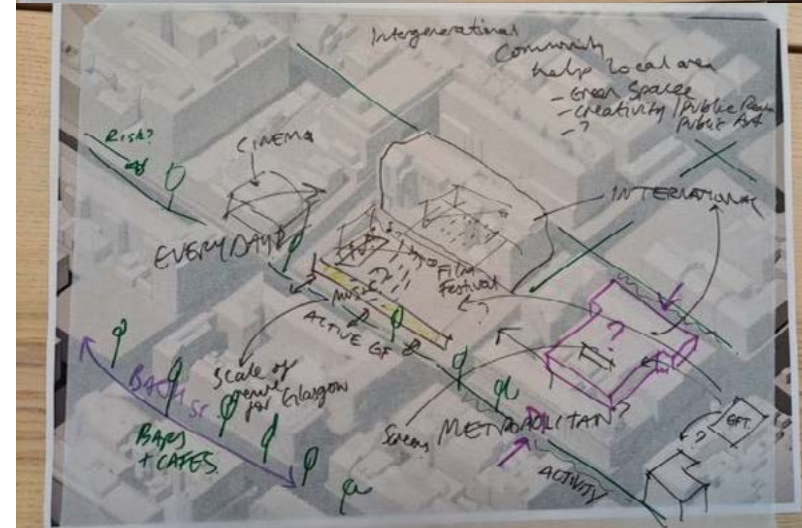 Intergenerational
Community
help local area
- Green Spaces
- Creativity / Public Realm
Public Art
- ?
RISK?
CINEMA
INTERNATIONAL
EVERYDAY
Film
Festival
?
MUSIC
ACTIVE GF
?
Scale of
venue
for Glasgow
BATH ST
BARS
+ CAFES
Screens
METROPOLITAN?
GFT
?
ACTIVITY